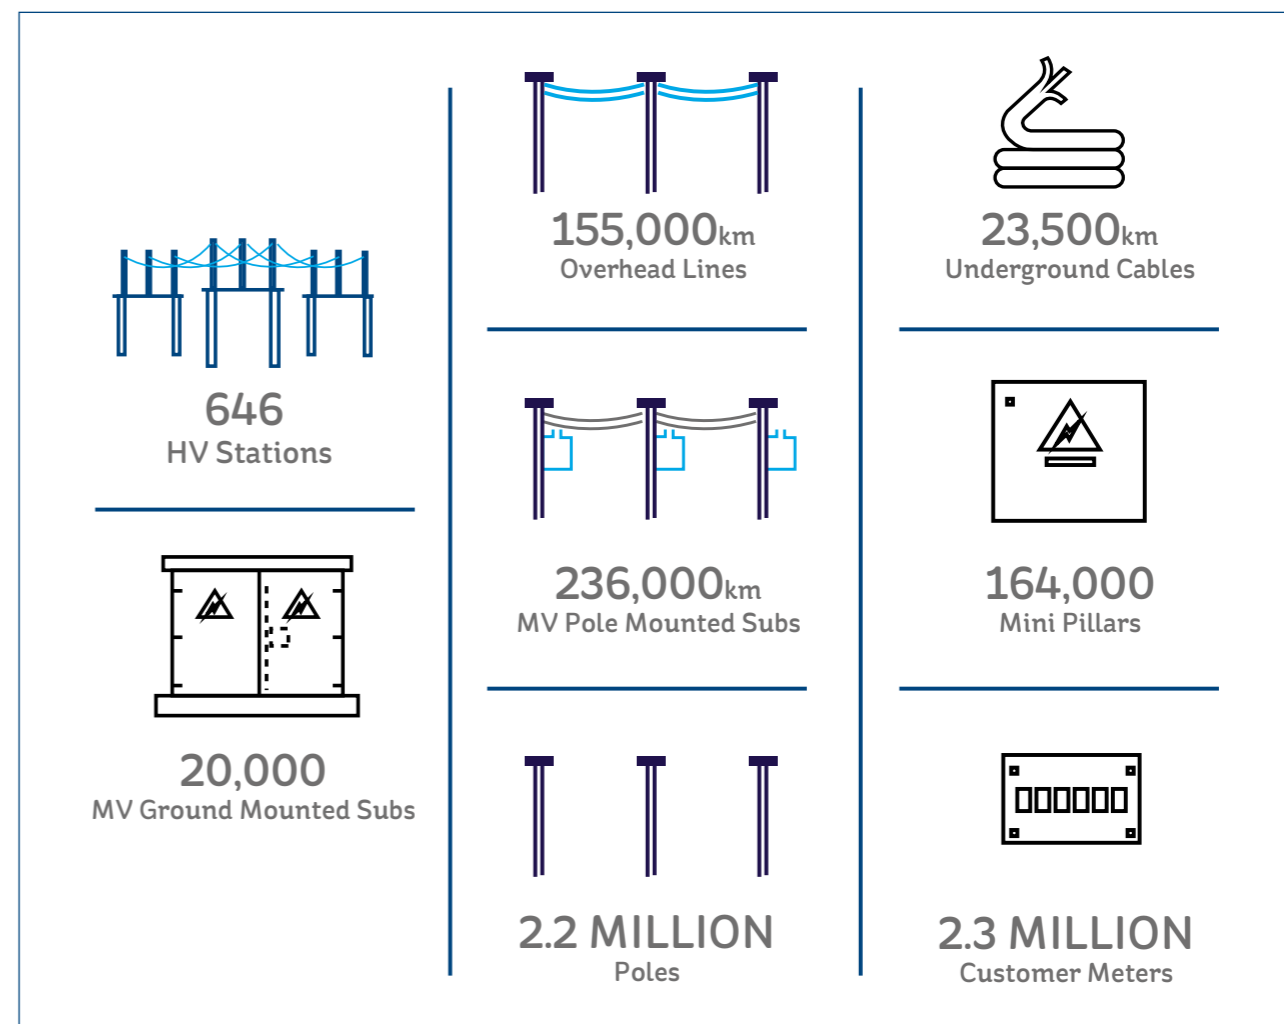 646
HV Stations
20,000
MV Ground Mounted Subs
155,000km
Overhead Lines
236,000km
MV Pole Mounted Subs
2.2 MILLION
Poles
23,500km
Underground Cables
164,000
Mini Pillars
2.3 MILLION
Customer Meters